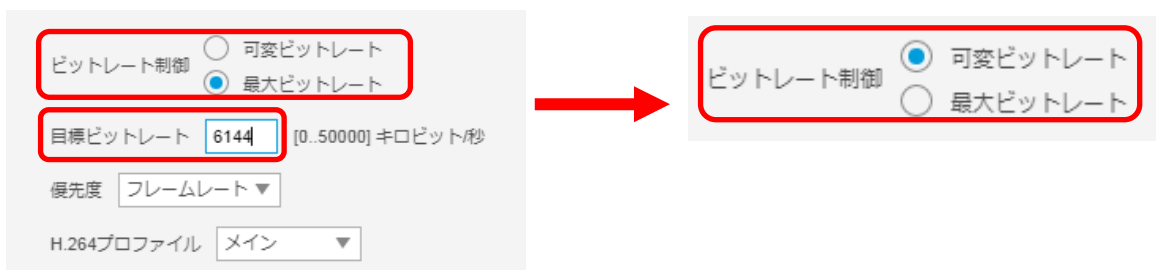 ビットレート制御
可変ビットレート
最大ビットレート
目標ビットレート 6144 [0..50000] キロビット/秒
優先度 フレームレート▼
H.264プロファイル メイン ▼
ビットレート制御
可変ビットレート
最大ビットレート